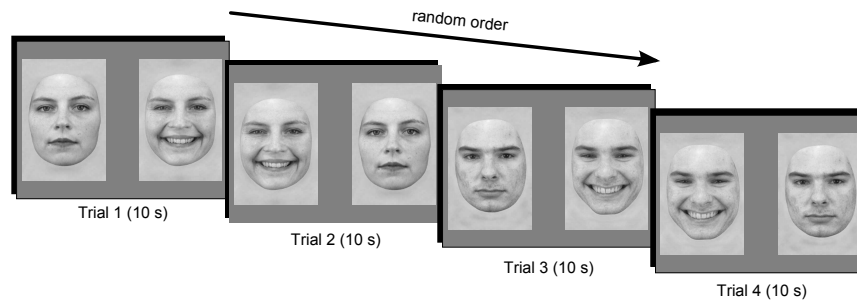 random order
Trial 1 (10 s)
Trial 2 (10 s)
Trial 3 (10 s)
Trial 4 (10 s)